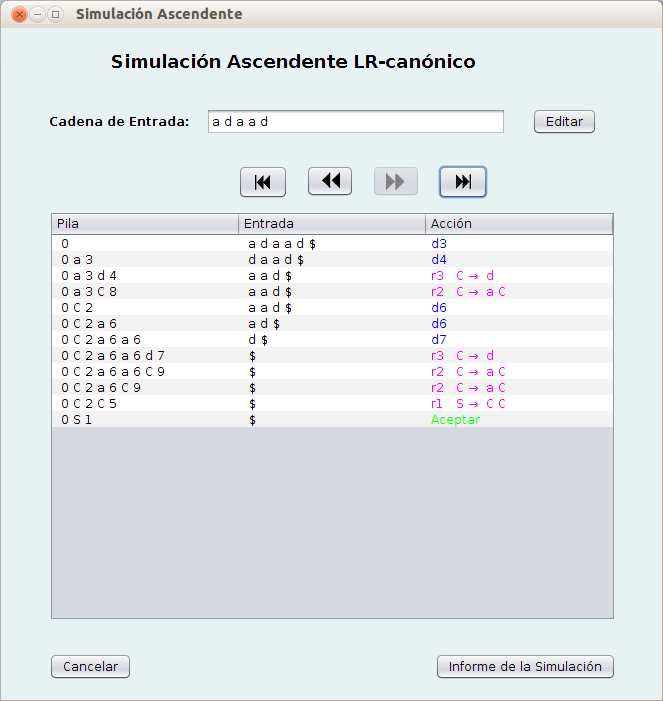 Simulación Ascendente
Simulación Ascendente LR-canónico
Cadena de Entrada: a d a a d Editar
Pila Entrada Acción
0 a d a a d $ d3
0 a 3 d a a d $ d4
0 a 3 d 4 a a d $ r3 C → d
0 a 3 C 8 a a d $ r2 C → a C
0 C 2 a a d $ d6
0 C 2 a 6 a d $ d6
0 C 2 a 6 a 6 d $ d7
0 C 2 a 6 a 6 d 7 $ r3 C → d
0 C 2 a 6 a 6 C 9 $ r2 C → a C
0 C 2 a 6 C 9 $ r2 C → a C
0 C 2 C 5 $ r1 S → C C
0 S 1 $ Aceptar
Cancelar Informe de la Simulación